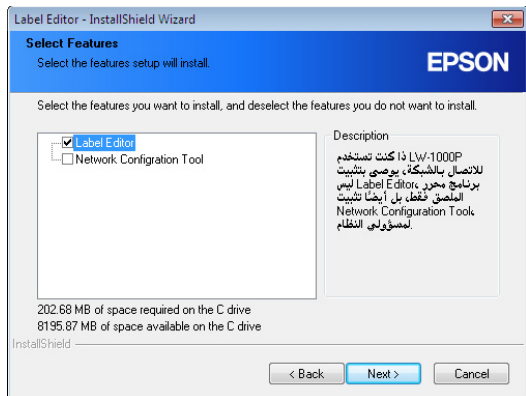 Label Editor - InstallShield Wizard
Select Features
Select the features setup will install.
EPSON
Select the features you want to install, and deselect the features you do not want to install.
Label Editor
Network Configration Tool
Description
ذا كنت تستخدم LW-1000P
للاتصال بالشبكة، يوصى بتثبيت
برنامج محرر Label Editor، ليس
الملصق فقط، بل أيضًا تثبيت
Network Configuration Tool،
لمسؤولي النظام.
202.68 MB of space required on the C drive
8195.87 MB of space available on the C drive
InstallShield
< Back
Next >
Cancel